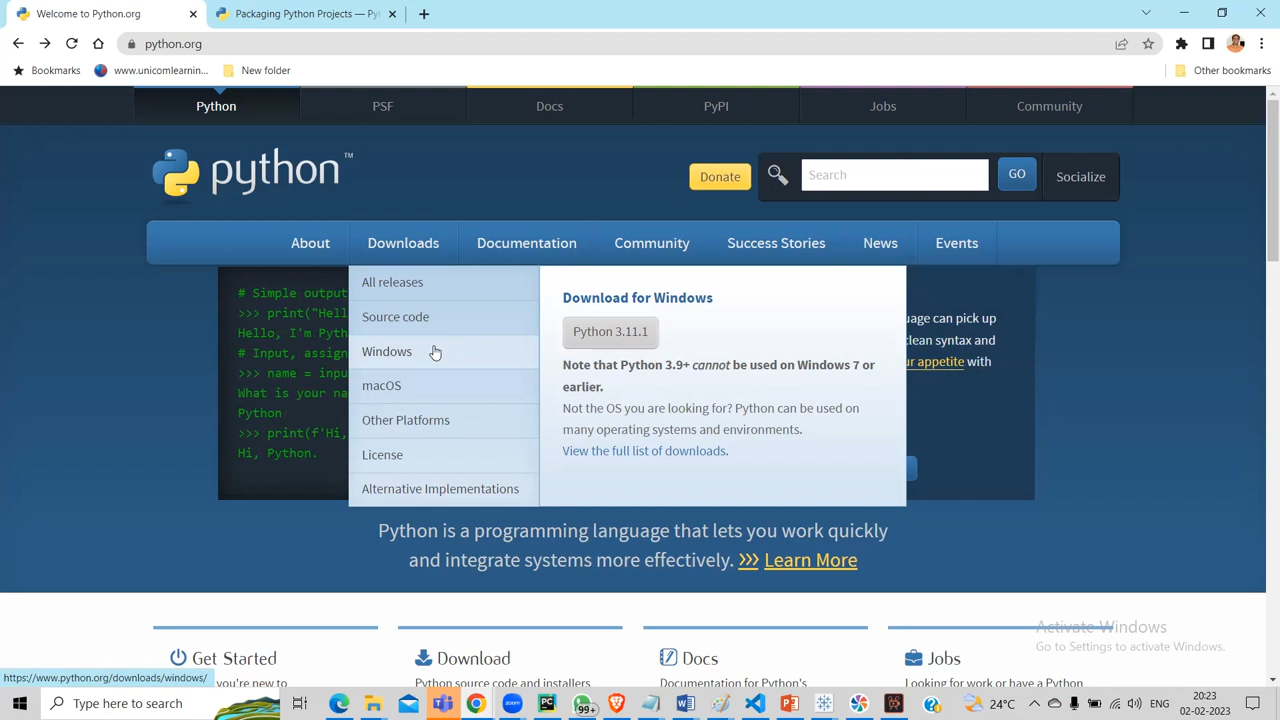 Welcome to Python.org
Packaging Python Projects — Py
python.org
Bookmarks
www.unicomlearnin...
New folder
Other bookmarks
Python
PSF
Docs
PyPI
Jobs
Community
python™
Donate
Search
GO
Socialize
About
Downloads
Documentation
Community
Success Stories
News
Events
# Simple output
>>> print("Hell
Hello, I'm Pyth
# Input, assign
>>> name = inpu
What is your na
Python
>>> print(f'Hi,
Hi, Python.
All releases
Source code
Windows
macOS
Other Platforms
License
Alternative Implementations
Download for Windows
Python 3.11.1
Note that Python 3.9+ cannot be used on Windows 7 or
earlier.
Not the OS you are looking for? Python can be used on
many operating systems and environments.
View the full list of downloads.
uage can pick up
clean syntax and
ur appetite with
Python is a programming language that lets you work quickly
and integrate systems more effectively. >>> Learn More
Get Started
Download
Docs
Jobs
you're new to
Python source code and installers
Documentation for Python's
Looking for work or have a Python
Activate Windows
Go to Settings to activate Windows.
https://www.python.org/downloads/windows/
Type here to search
99+
24°C
ENG
20:23
02-02-2023